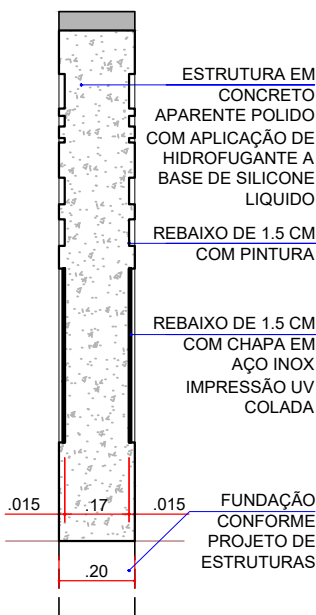 ESTRUTURA EM
CONCRETO
APARENTE POLIDO
COM APLICAÇÃO DE
HIDROFUGANTE A
BASE DE SILICONE
LIQUIDO
REBAIXO DE 1.5 CM
COM PINTURA
REBAIXO DE 1.5 CM
COM CHAPA EM
AÇO INOX
IMPRESSÃO UV
COLADA
.015 .17 .015
FUNDAÇÃO
CONFORME
PROJETO DE
ESTRUTURAS
.20